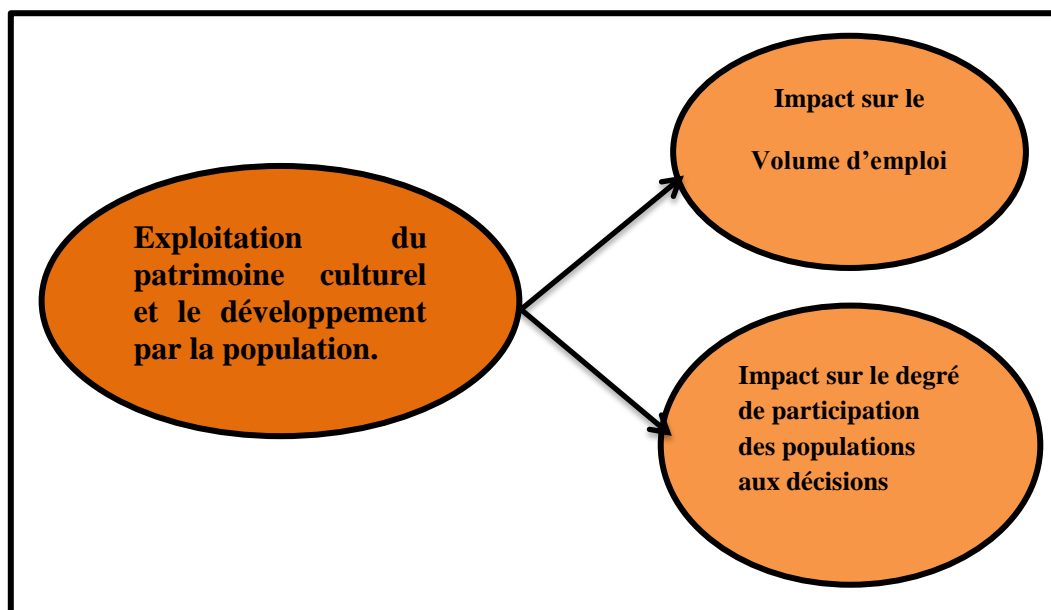 Exploitation du
patrimoine culturel
et le développement
par la population.
Impact sur le
Volume d'emploi
Impact sur le degré
de participation
des populations
aux décisions